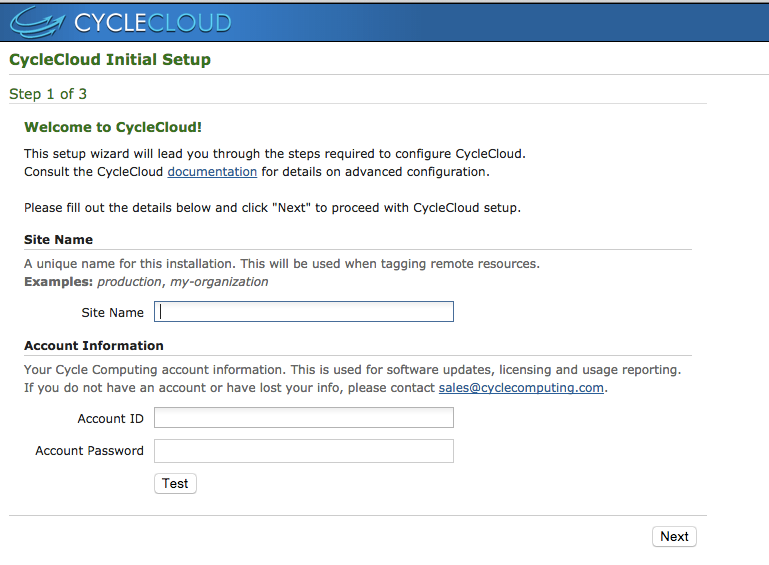 CYCLECLOUD
CycleCloud Initial Setup
Step 1 of 3
Welcome to CycleCloud!
This setup wizard will lead you through the steps required to configure CycleCloud.
Consult the CycleCloud documentation for details on advanced configuration.
Please fill out the details below and click "Next" to proceed with CycleCloud setup.
Site Name
A unique name for this installation. This will be used when tagging remote resources.
Examples: production, my-organization
Site Name
Account Information
Your Cycle Computing account information. This is used for software updates, licensing and usage reporting.
If you do not have an account or have lost your info, please contact sales@cyclecomputing.com.
Account ID
Account Password
Test
Next